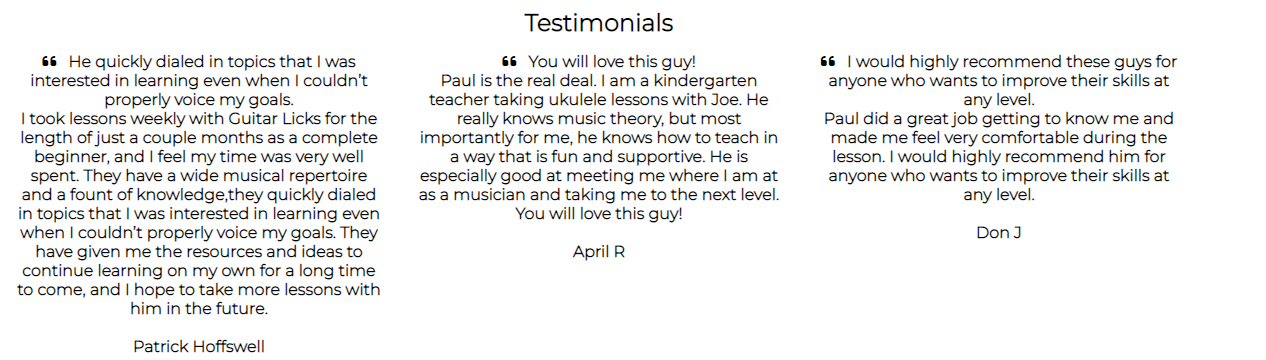 Testimonials
❝ He quickly dialed in topics that I was
interested in learning even when I couldn’t
properly voice my goals.
I took lessons weekly with Guitar Licks for the
length of just a couple months as a complete
beginner, and I feel my time was very well
spent. They have a wide musical repertoire
and a fount of knowledge,they quickly dialed
in topics that I was interested in learning even
when I couldn’t properly voice my goals. They
have given me the resources and ideas to
continue learning on my own for a long time
to come, and I hope to take more lessons with
him in the future.
Patrick Hoffswell
❝ You will love this guy!
Paul is the real deal. I am a kindergarten
teacher taking ukulele lessons with Joe. He
really knows music theory, but most
importantly for me, he knows how to teach in
a way that is fun and supportive. He is
especially good at meeting me where I am at
as a musician and taking me to the next level.
You will love this guy!
April R
❝ I would highly recommend these guys for
anyone who wants to improve their skills at
any level.
Paul did a great job getting to know me and
made me feel very comfortable during the
lesson. I would highly recommend him for
anyone who wants to improve their skills at
any level.
Don J